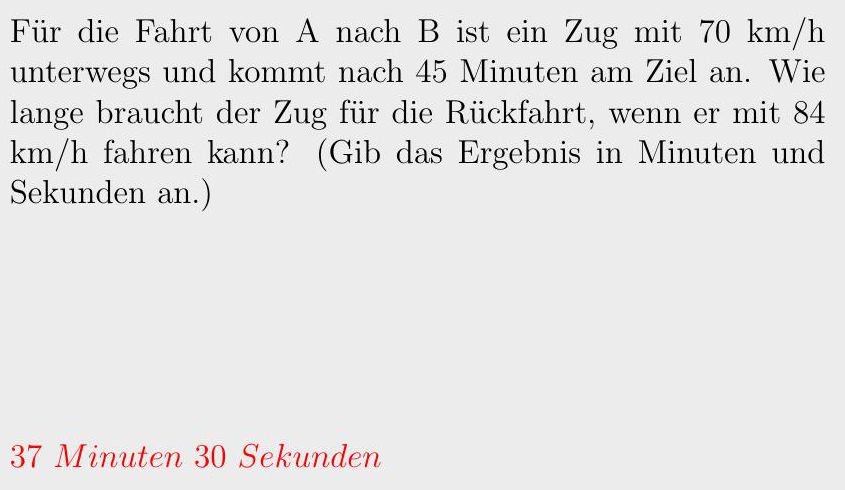 Für die Fahrt von A nach B ist ein Zug mit 70 km/h
unterwegs und kommt nach 45 Minuten am Ziel an. Wie
lange braucht der Zug für die Rückfahrt, wenn er mit 84
km/h fahren kann? (Gib das Ergebnis in Minuten und
Sekunden an.)
37 Minuten 30 Sekunden